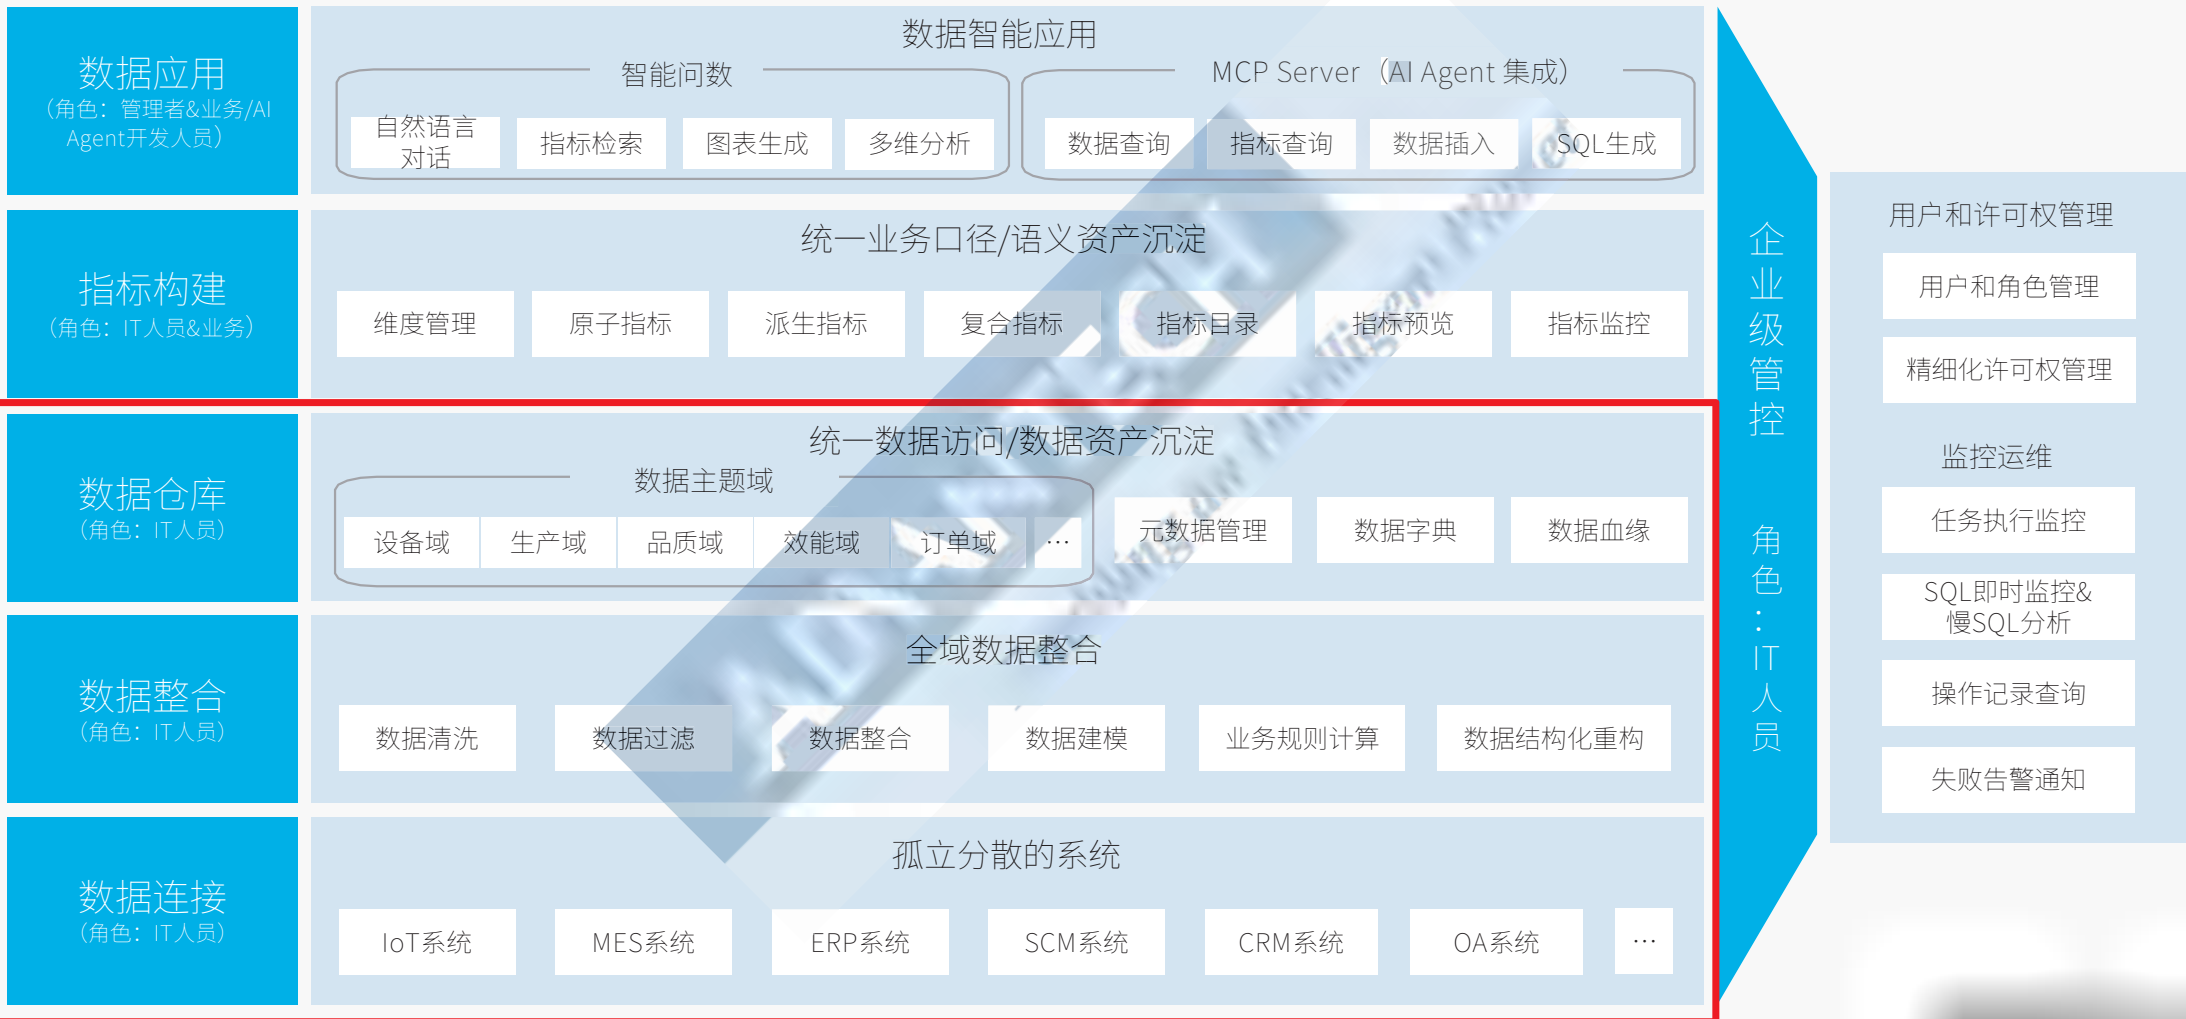 数据应用
（角色：管理者&业务/AI
Agent开发人员）
数据智能应用
智能问数
自然语言
对话
指标检索
图表生成
多维分析
MCP Server（AI Agent 集成）
数据查询
指标查询
数据插入
SQL生成
指标构建
（角色：IT人员&业务）
统一业务口径/语义资产沉淀
维度管理
原子指标
派生指标
复合指标
指标目录
指标预览
指标监控
数据仓库
（角色：IT人员）
统一数据访问/数据资产沉淀
数据主题域
设备域
生产域
品质域
效能域
订单域
…
元数据管理
数据字典
数据血缘
数据整合
（角色：IT人员）
全域数据整合
数据清洗
数据过滤
数据整合
数据建模
业务规则计算
数据结构化重构
数据连接
（角色：IT人员）
孤立分散的系统
IoT系统
MES系统
ERP系统
SCM系统
CRM系统
OA系统
…
企业级管控 角色：IT人员
用户和许可权管理
用户和角色管理
精细化许可权管理
监控运维
任务执行监控
SQL即时监控&
慢SQL分析
操作记录查询
失败告警通知
ADVANTECH